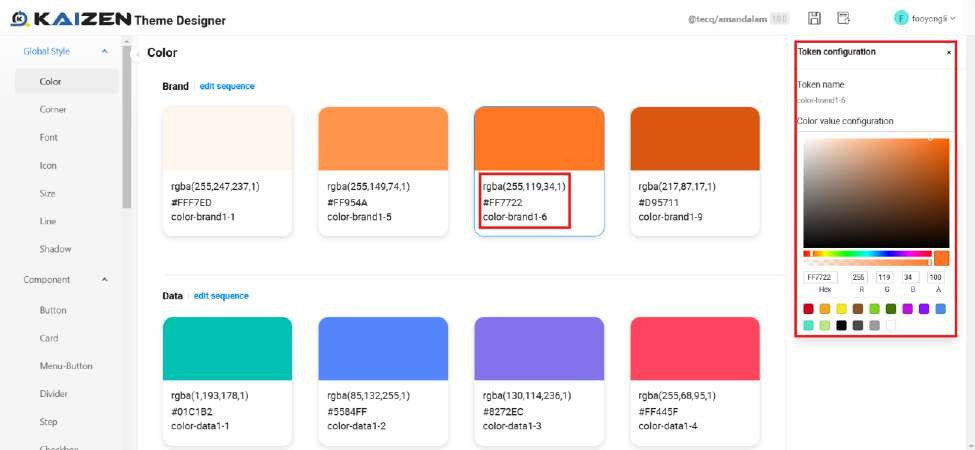 KAIZEN Theme Designer
@tecq/amandalam 1.0.0
fooyongli
Global Style
Color
Corner
Font
Icon
Size
Line
Shadow
Component
Button
Card
Menu-Button
Divider
Step
Checkbox
Color
Brand edit sequence
rgba(255,247,237,1)
#FFF7ED
color-brand1-1
rgba(255,149,74,1)
#FF954A
color-brand1-5
rgba(255,119,34,1)
#FF7722
color-brand1-6
rgba(217,87,17,1)
#D95711
color-brand1-9
Data edit sequence
rgba(1,193,178,1)
#01C1B2
color-data1-1
rgba(85,132,255,1)
#5584FF
color-data1-2
rgba(130,114,236,1)
#8272EC
color-data1-3
rgba(255,68,95,1)
#FF445F
color-data1-4
Token configuration ×
Token name
color-brand1-6
Color value configuration
FF7722 255 119 34 100
Hex R G B A